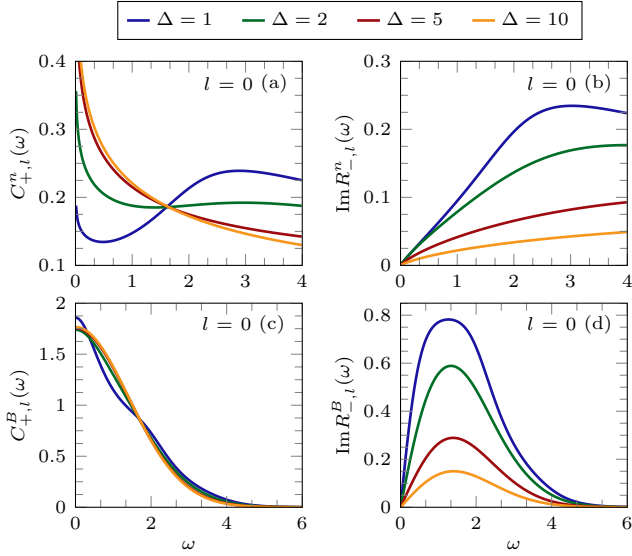 Δ = 1 Δ = 2 Δ = 5 Δ = 10
l = 0 (a)
C^n_{+,l}(ω)
0.4
0.3
0.2
0.1
0 1 2 3 4
l = 0 (b)
ImR^n_{−,l}(ω)
0.3
0.2
0.1
0
0 1 2 3 4
l = 0 (c)
C^B_{+,l}(ω)
2
1.5
1
0.5
0
0 2 4 6
ω
l = 0 (d)
ImR^B_{−,l}(ω)
0.8
0.6
0.4
0.2
0
0 2 4 6
ω